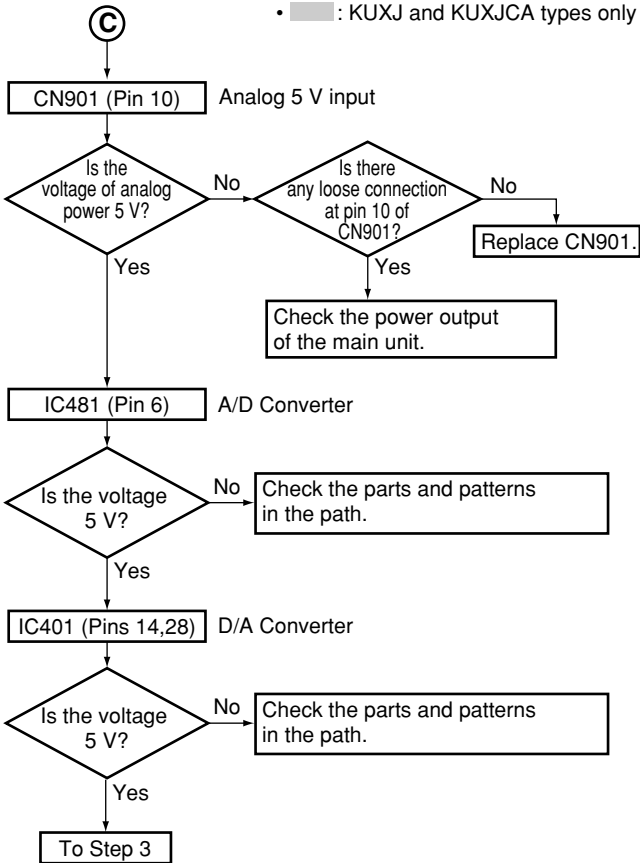 C
• : KUXJ and KUXJCA types only
CN901 (Pin 10)
Analog 5 V input
Is the
voltage of analog
power 5 V?
No
Is there
any loose connection
at pin 10 of
CN901?
No
Replace CN901.
Yes
Yes
Check the power output
of the main unit.
IC481 (Pin 6)
A/D Converter
Is the voltage
5 V?
No
Check the parts and patterns
in the path.
Yes
IC401 (Pins 14,28)
D/A Converter
Is the voltage
5 V?
No
Check the parts and patterns
in the path.
Yes
To Step 3